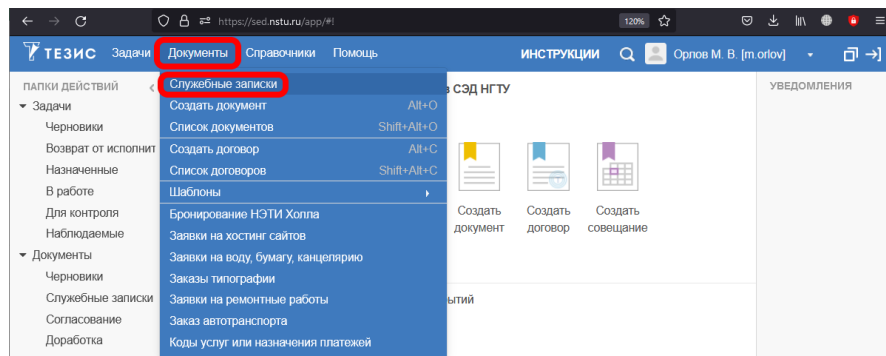 https://sed.nstu.ru/app/#!
120%
ТЕЗИС Задачи Документы Справочники Помощь ИНСТРУКЦИИ Орлов М. В. [m.orlov]
ПАПКИ ДЕЙСТВИЙ
Задачи
Черновики
Возврат от исполнит
Назначенные
В работе
Для контроля
Наблюдаемые
Документы
Черновики
Служебные записки
Согласование
Доработка
Служебные записки
Создать документ Alt+O
Список документов Shift+Alt+O
Создать договор Alt+C
Список договоров Shift+Alt+C
Шаблоны
Бронирование НЭТИ Холла
Заявки на хостинг сайтов
Заявки на воду, бумагу, канцелярию
Заказы типографии
Заявки на ремонтные работы
Заказ автотранспорта
Коды услуг или назначения платежей
СЭД НГТУ
Создать документ
Создать договор
Создать совещание
ытий
УВЕДОМЛЕНИЯ